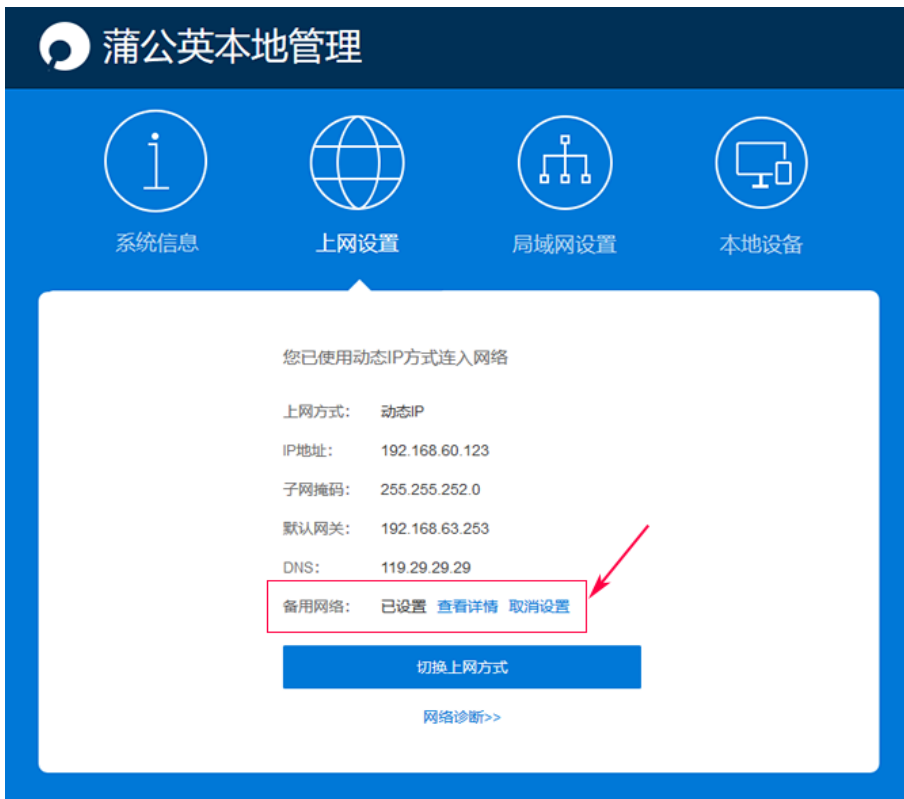 蒲公英本地管理
系统信息 上网设置 局域网设置 本地设备
您已使用动态IP方式连入网络
上网方式： 动态IP
IP地址： 192.168.60.123
子网掩码： 255.255.252.0
默认网关： 192.168.63.253
DNS： 119.29.29.29
备用网络： 已设置 查看详情 取消设置
切换上网方式
网络诊断>>